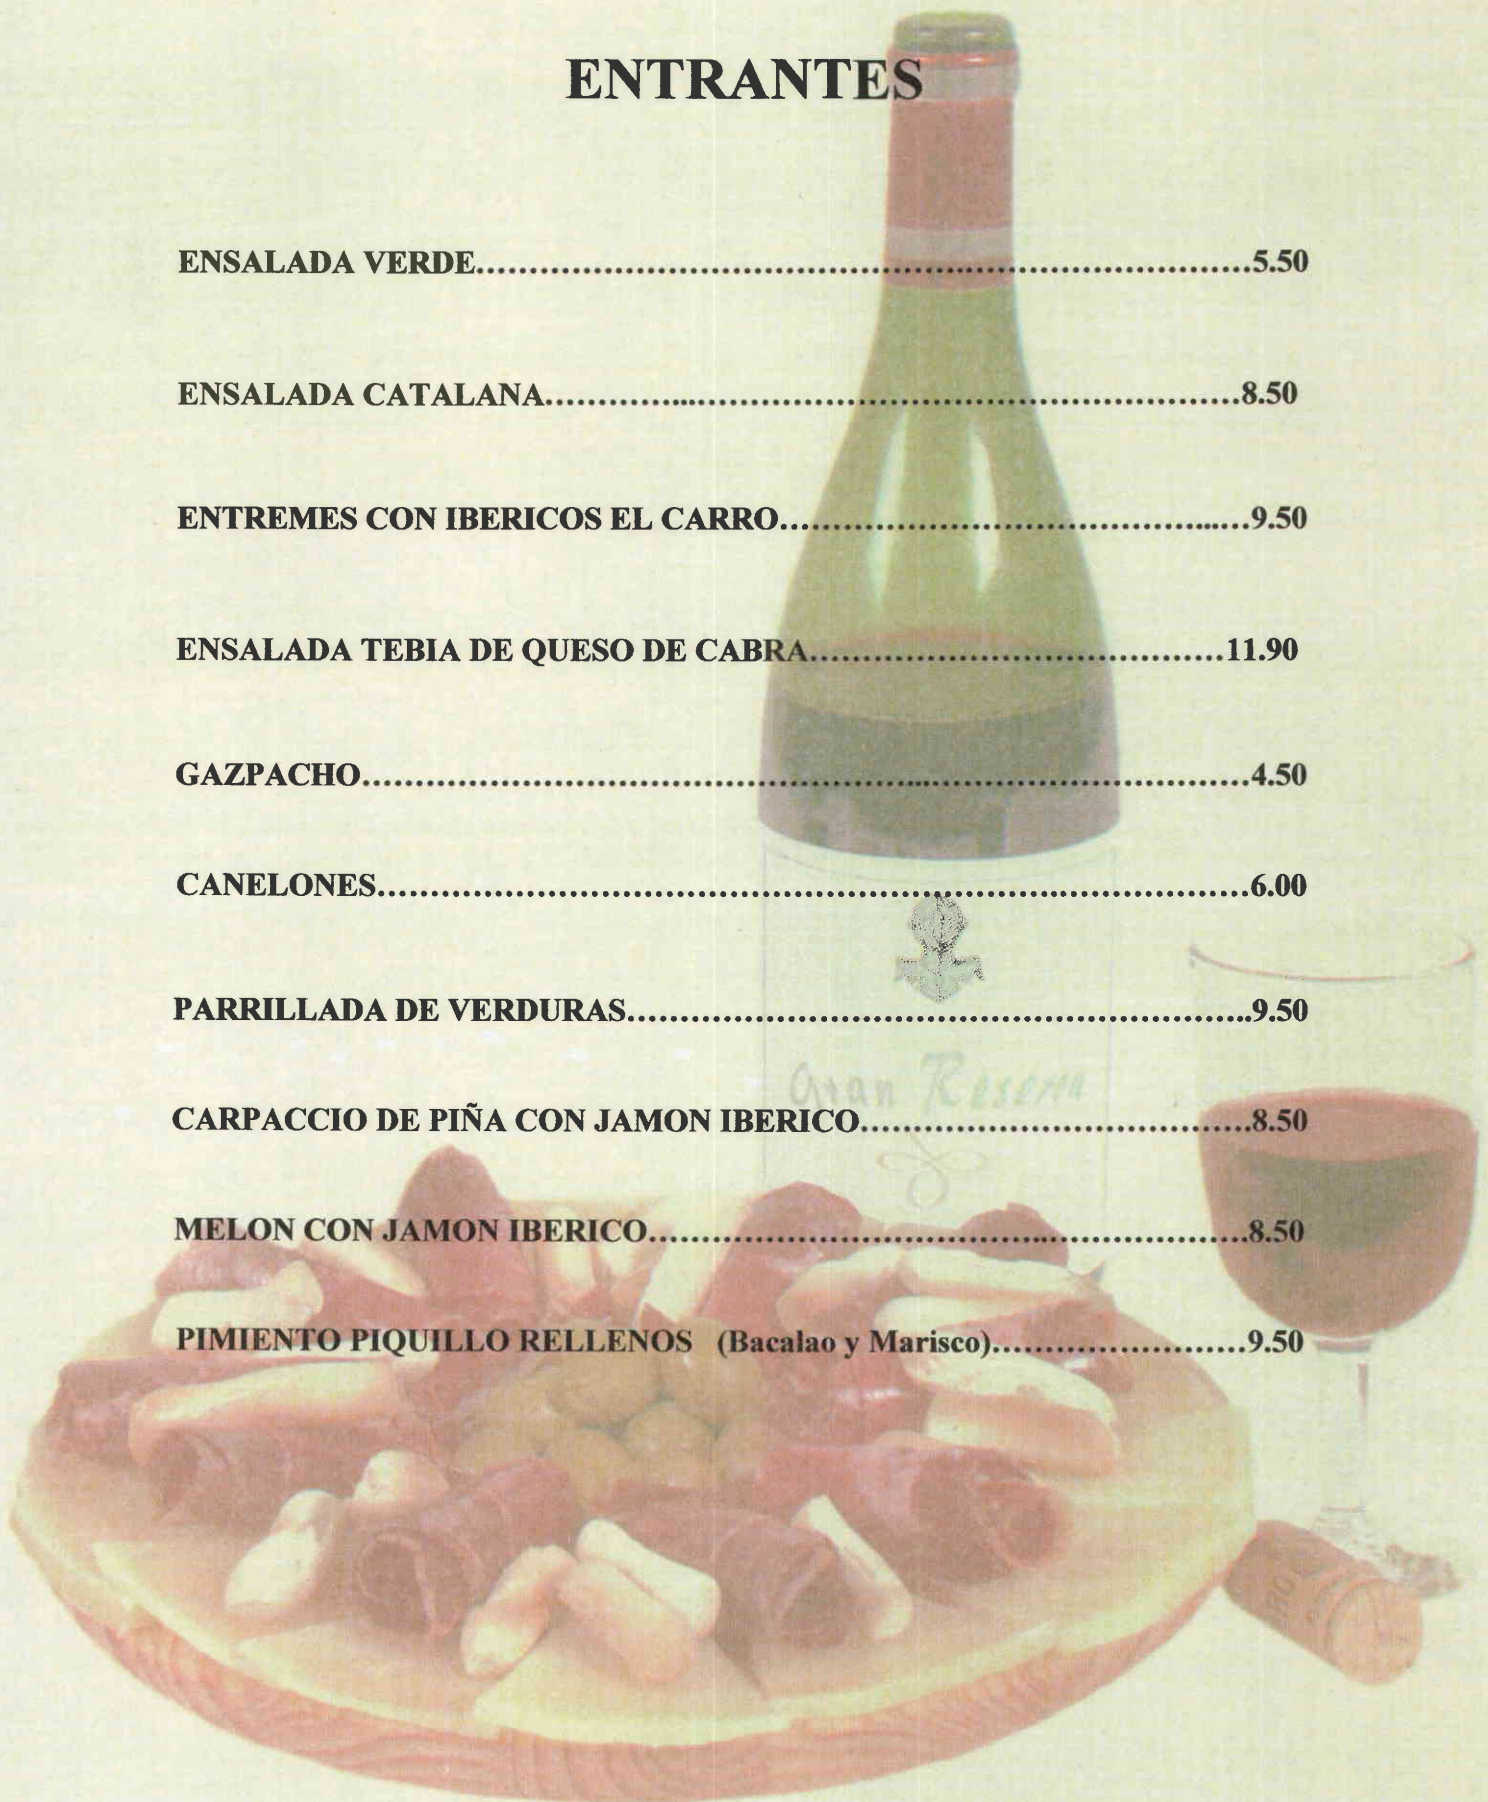 ENTRANTES
ENSALADA VERDE...........................................................................5.50
ENSALADA CATALANA...................................................................8.50
ENTREMES CON IBERICOS EL CARRO.............................................9.50
ENSALADA TEBIA DE QUESO DE CABRA........................................11.90
GAZPACHO......................................................................................4.50
CANELONES.....................................................................................6.00
PARRILLADA DE VERDURAS............................................................9.50
CARPACCIO DE PIÑA CON JAMON IBERICO.....................................8.50
Gran Reserva
MELON CON JAMON IBERICO..........................................................8.50
PIMIENTO PIQUILLO RELLENOS (Bacalao y Marisco)........................9.50